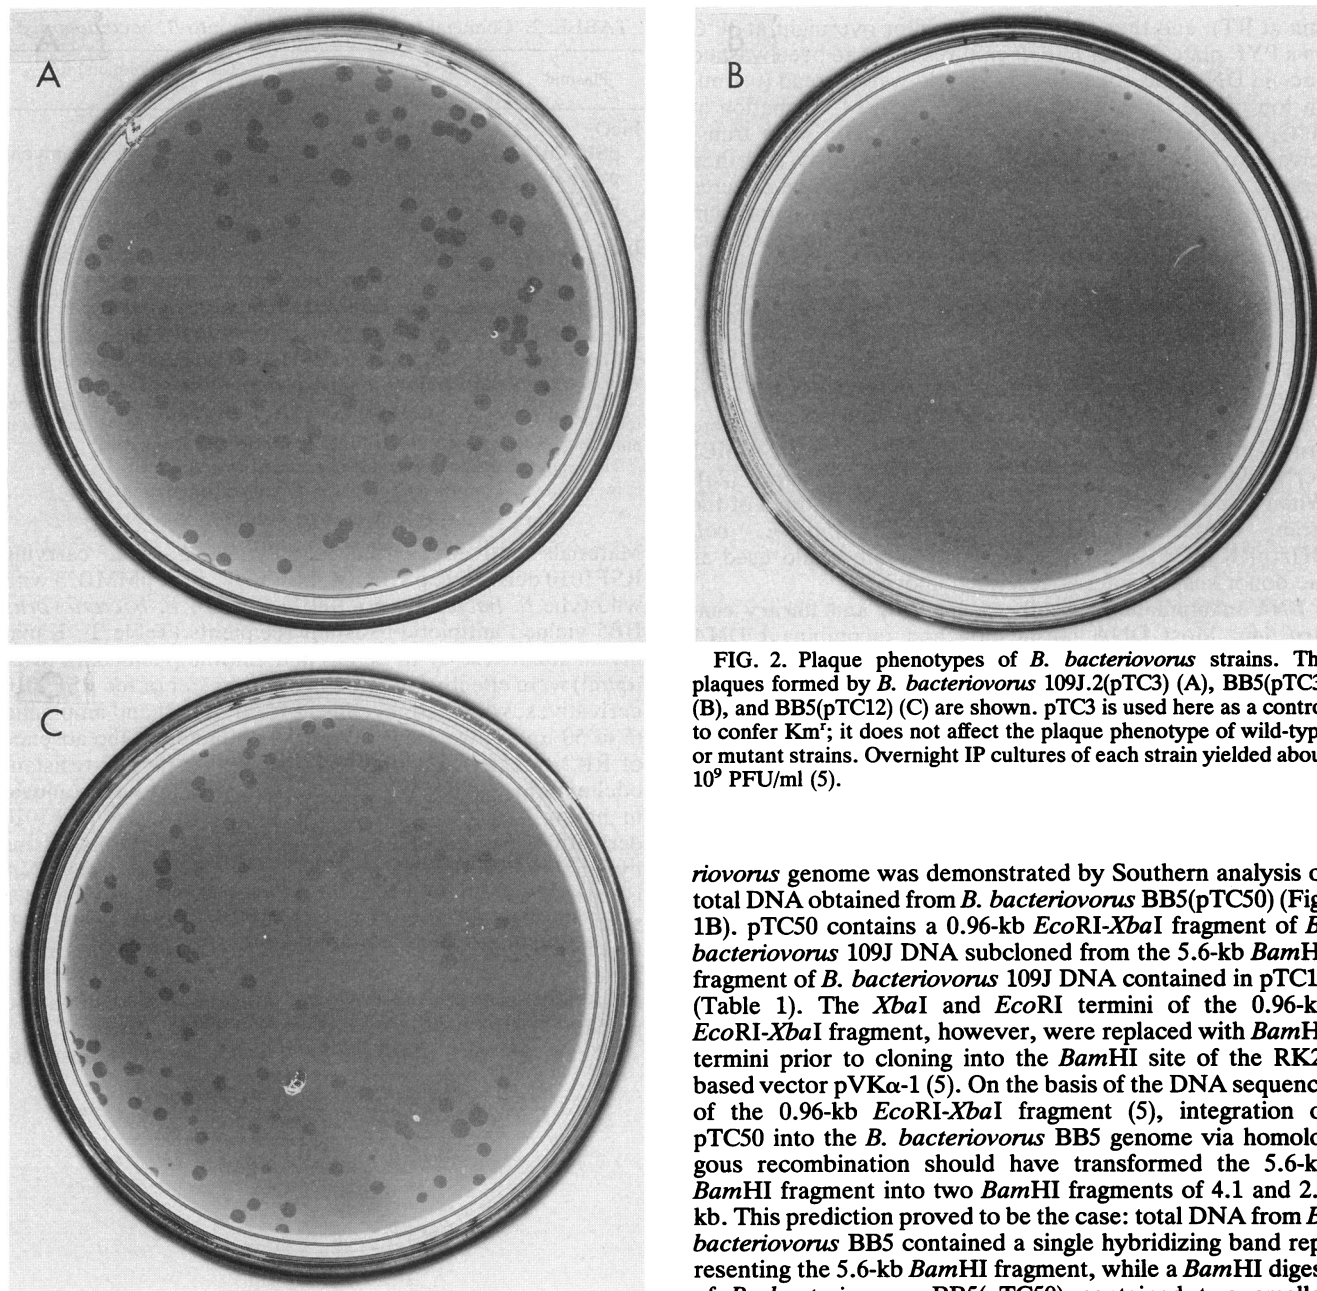 A
B
C
FIG. 2. Plaque phenotypes of B. bacteriovorus strains. Th
plaques formed by B. bacteriovorus 109J.2(pTC3) (A), BB5(pTC3
(B), and BB5(pTC12) (C) are shown. pTC3 is used here as a contro
to confer Kmʳ; it does not affect the plaque phenotype of wild-typ
or mutant strains. Overnight IP cultures of each strain yielded abou
10⁹ PFU/ml (5).
riovorus genome was demonstrated by Southern analysis o
total DNA obtained from B. bacteriovorus BB5(pTC50) (Fig
1B). pTC50 contains a 0.96-kb EcoRI-XbaI fragment of B
bacteriovorus 109J DNA subcloned from the 5.6-kb BamH
fragment of B. bacteriovorus 109J DNA contained in pTC1
(Table 1). The XbaI and EcoRI termini of the 0.96-k
EcoRI-XbaI fragment, however, were replaced with BamH
termini prior to cloning into the BamHI site of the RK2
based vector pVKα-1 (5). On the basis of the DNA sequenc
of the 0.96-kb EcoRI-XbaI fragment (5), integration o
pTC50 into the B. bacteriovorus BB5 genome via homolo
gous recombination should have transformed the 5.6-k
BamHI fragment into two BamHI fragments of 4.1 and 2.
kb. This prediction proved to be the case: total DNA from B
bacteriovorus BB5 contained a single hybridizing band rep
resenting the 5.6-kb BamHI fragment, while a BamHI diges